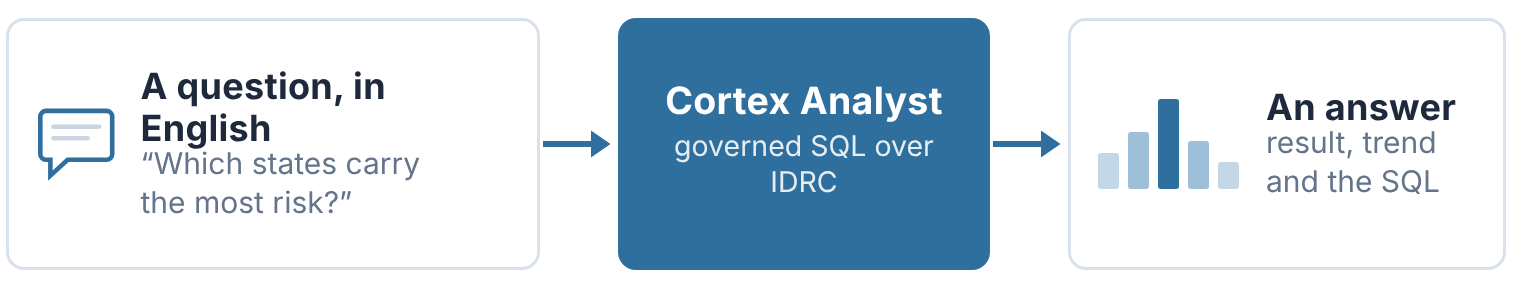 A question, in
English
“Which states carry
the most risk?”
Cortex Analyst
governed SQL over
IDRC
An answer
result, trend
and the SQL